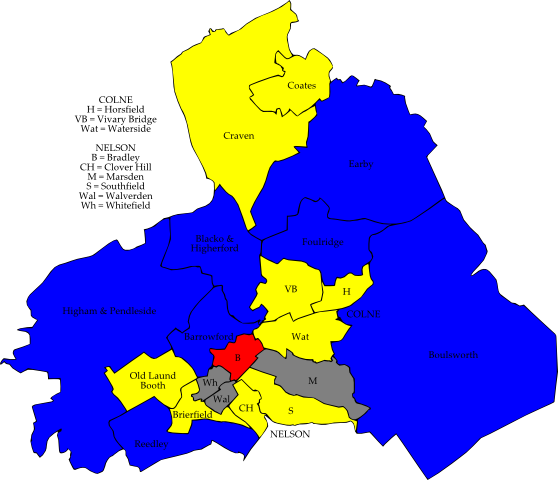 COLNE
H = Horsfield
VB = Vivary Bridge
Wat = Waterside
NELSON
B = Bradley
CH = Clover Hill
M = Marsden
S = Southfield
Wal = Walverden
Wh = Whitefield
Coates
Craven
Earby
Blacko &
Higherford
Foulridge
VB
H
Higham & Pendleside
COLNE
Barrowford
Wat
B
Boulsworth
Old Laund
Booth
Wh
M
Wal
CH
S
Brierfield
NELSON
Reedley